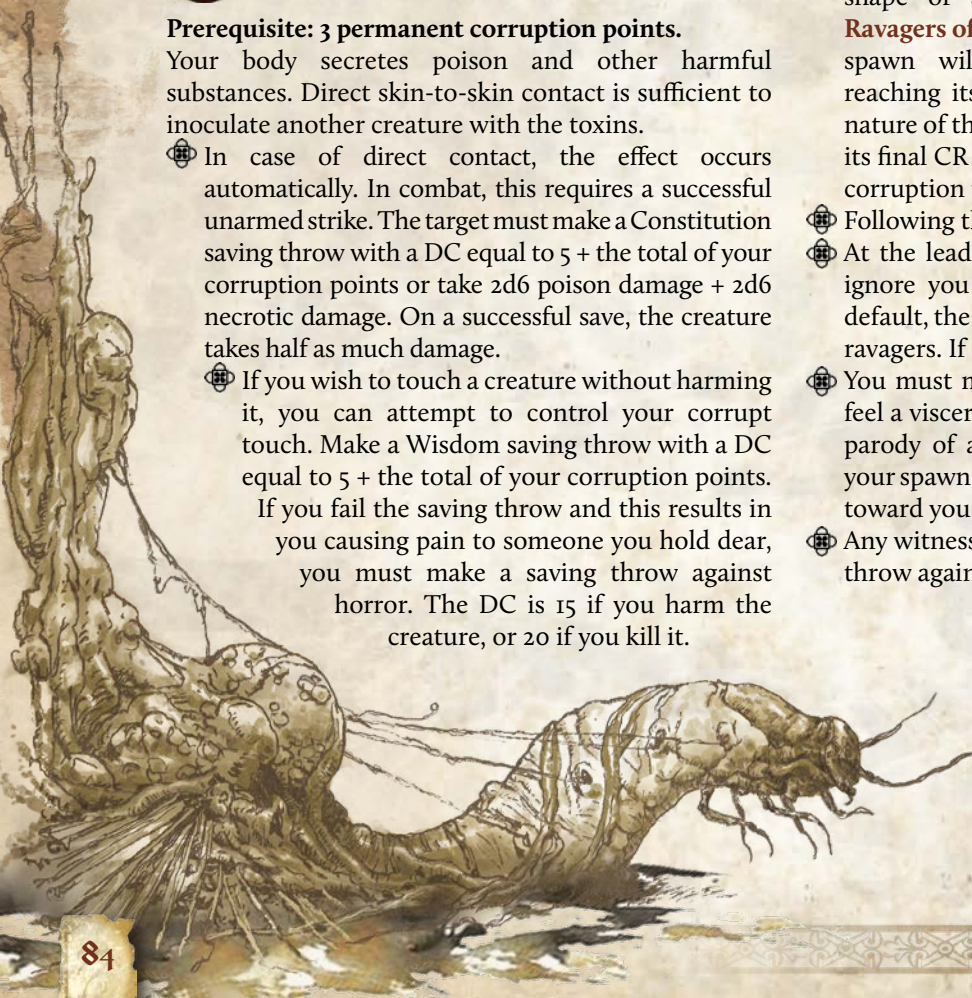 Prerequisite: 3 permanent corruption points.
Your body secretes poison and other harmful
substances. Direct skin-to-skin contact is sufficient to
inoculate another creature with the toxins.
In case of direct contact, the effect occurs
automatically. In combat, this requires a successful
unarmed strike. The target must make a Constitution
saving throw with a DC equal to 5 + the total of your
corruption points or take 2d6 poison damage + 2d6
necrotic damage. On a successful save, the creature
takes half as much damage.
If you wish to touch a creature without harming
it, you can attempt to control your corrupt
touch. Make a Wisdom saving throw with a DC
equal to 5 + the total of your corruption points.
If you fail the saving throw and this results in
you causing pain to someone you hold dear,
you must make a saving throw against
horror. The DC is 15 if you harm the
creature, or 20 if you kill it.
shape of
Ravagers of
spawn wil
reaching its
nature of th
its final CR
corruption
Following th
At the lead
ignore you
default, the
ravagers. If
You must m
feel a viscer
parody of a
your spawn
toward you
Any witness
throw again
84